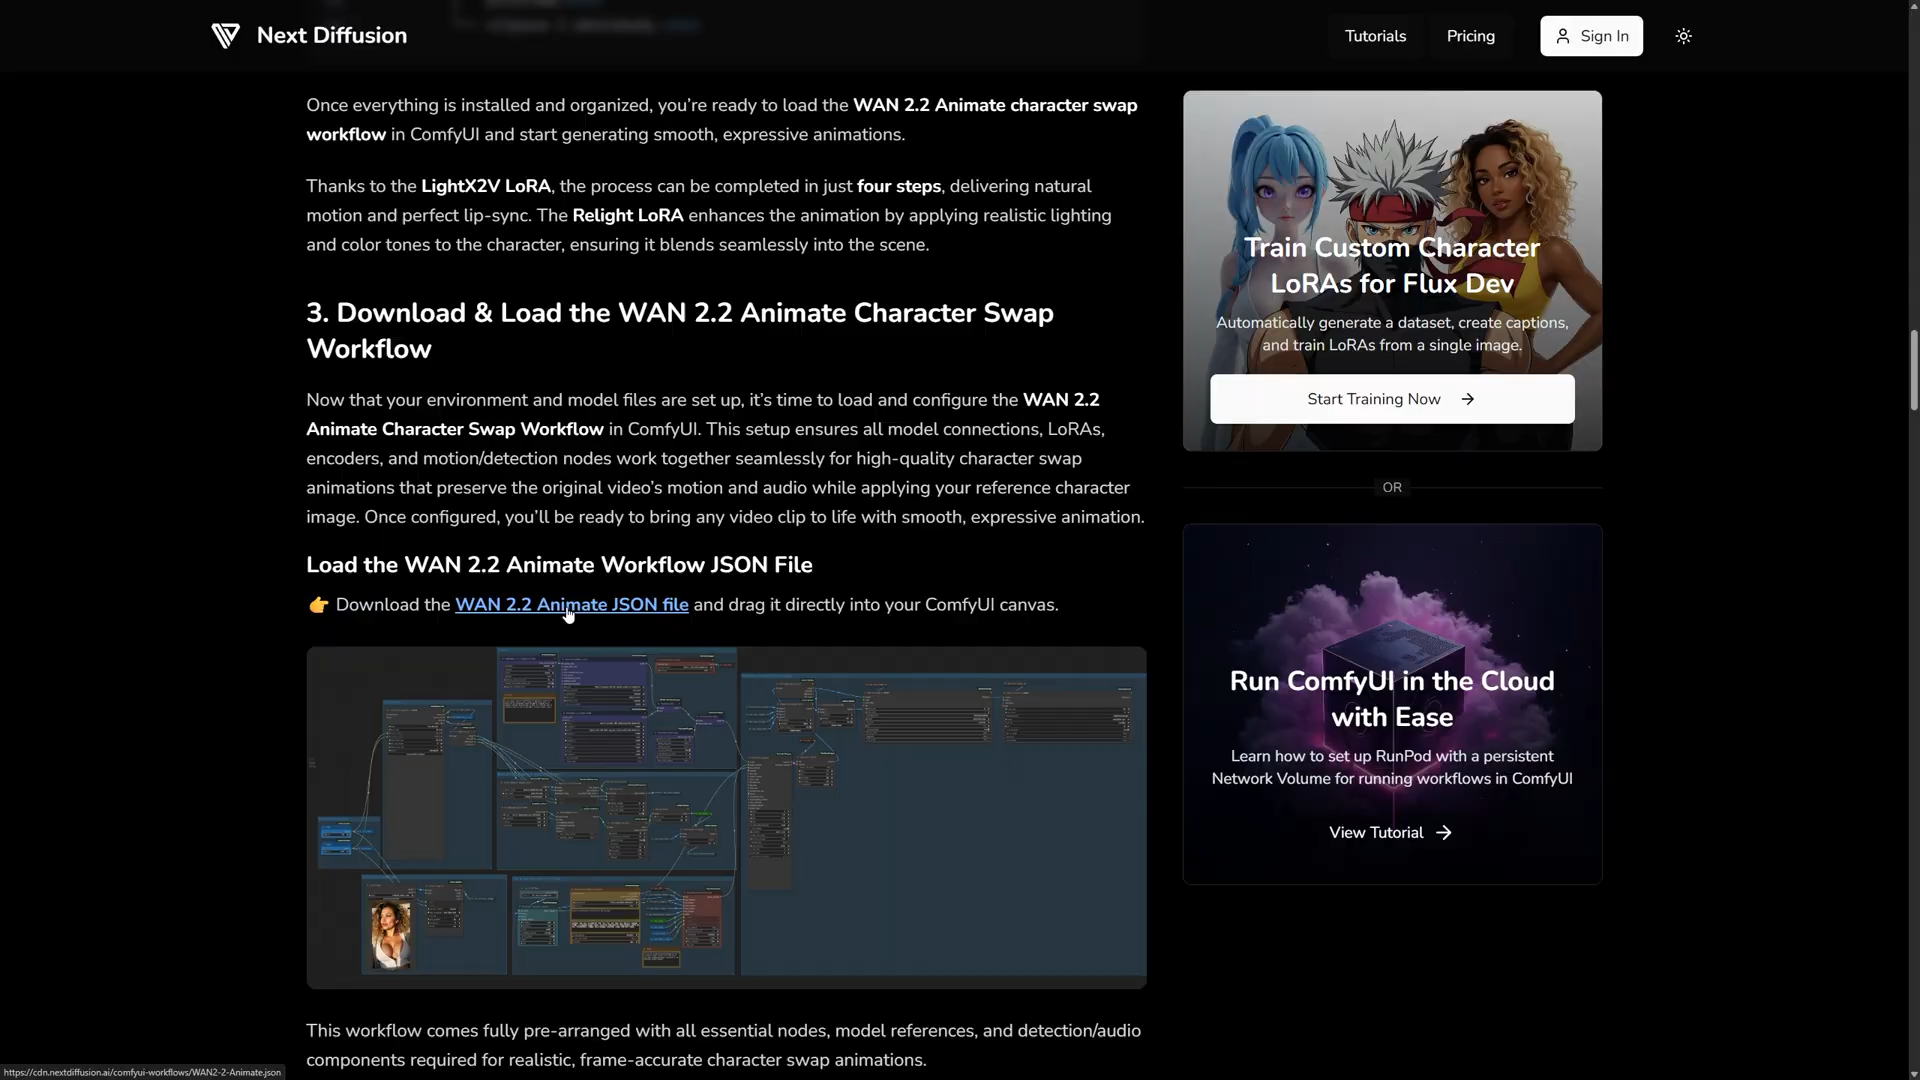 Next Diffusion
Tutorials
Pricing
Sign In
Once everything is installed and organized, you’re ready to load the WAN 2.2 Animate character swap
workflow in ComfyUI and start generating smooth, expressive animations.
Thanks to the LightX2V LoRA, the process can be completed in just four steps, delivering natural
motion and perfect lip-sync. The Relight LoRA enhances the animation by applying realistic lighting
and color tones to the character, ensuring it blends seamlessly into the scene.
3. Download & Load the WAN 2.2 Animate Character Swap
Workflow
Now that your environment and model files are set up, it’s time to load and configure the WAN 2.2
Animate Character Swap Workflow in ComfyUI. This setup ensures all model connections, LoRAs,
encoders, and motion/detection nodes work together seamlessly for high-quality character swap
animations that preserve the original video’s motion and audio while applying your reference character
image. Once configured, you’ll be ready to bring any video clip to life with smooth, expressive animation.
Load the WAN 2.2 Animate Workflow JSON File
👉 Download the WAN 2.2 Animate JSON file and drag it directly into your ComfyUI canvas.
This workflow comes fully pre-arranged with all essential nodes, model references, and detection/audio
components required for realistic, frame-accurate character swap animations.
Train Custom Character
LoRAs for Flux Dev
Automatically generate a dataset, create captions,
and train LoRAs from a single image.
Start Training Now
OR
Run ComfyUI in the Cloud
with Ease
Learn how to set up RunPod with a persistent
Network Volume for running workflows in ComfyUI
View Tutorial
https://cdn.nextdiffusion.ai/comfyui-workflows/WAN2-2-Animate.json